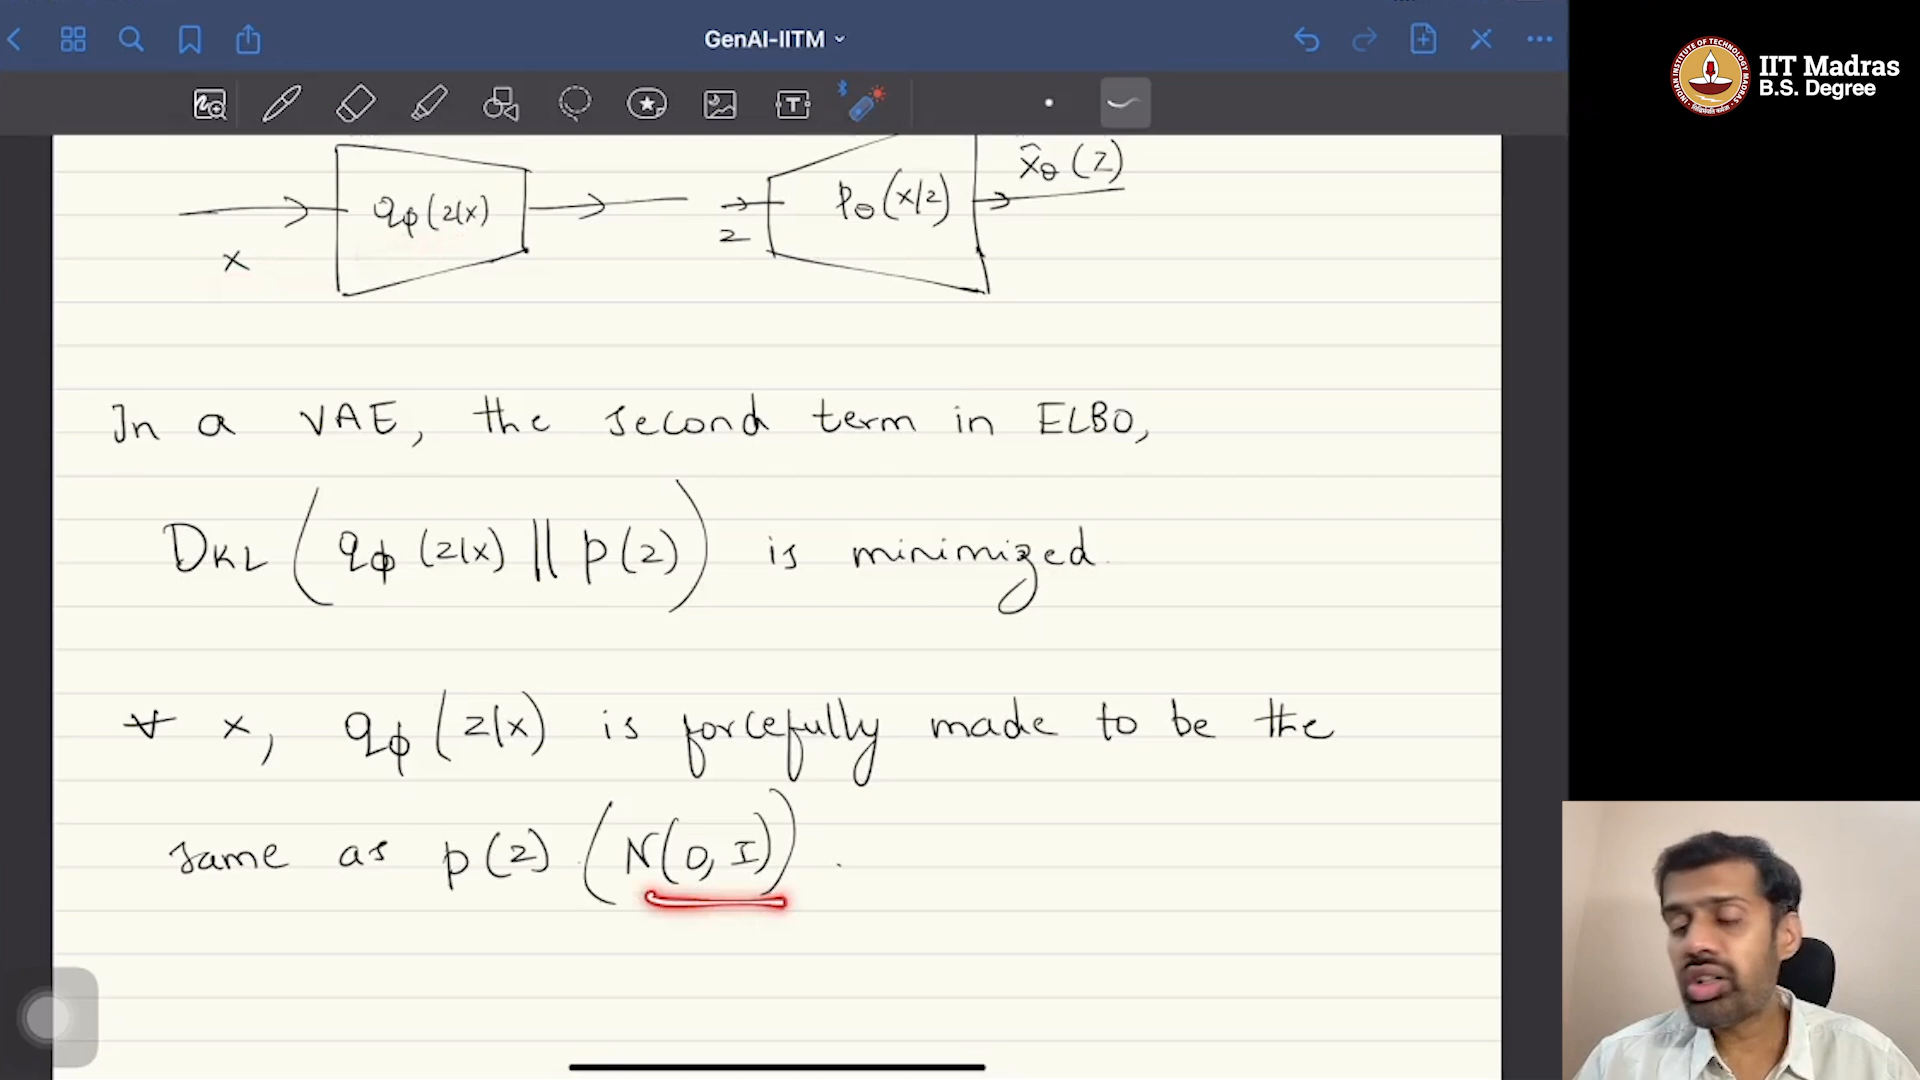 GenAI-IITM
IIT Madras
B.S. Degree
x
qφ(z|x)
z
pθ(x/z)
x̂θ(z)
In a VAE, the second term in ELBO,
DKL ( qφ (z|x) || p(z) ) is minimized.
∀ x, qφ (z|x) is forcefully made to be the
same as p(z) ( N(0, I) ) .